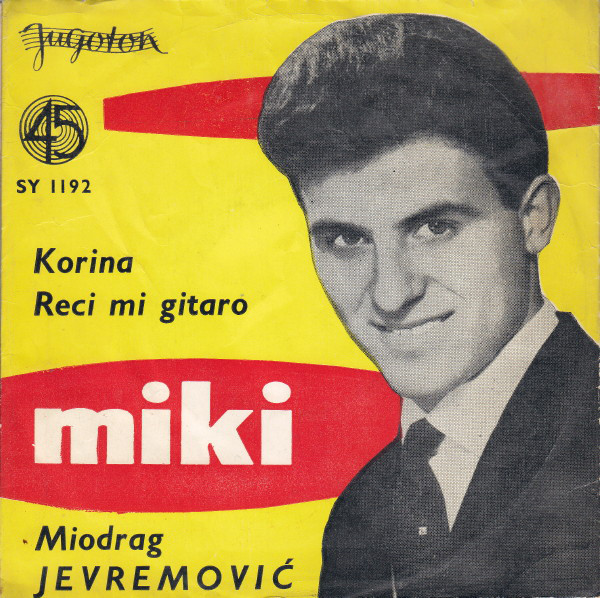 Jugoton
45
SY 1192
Korina
Reci mi gitaro
miki
Miodrag
JEVREMOVIĆ